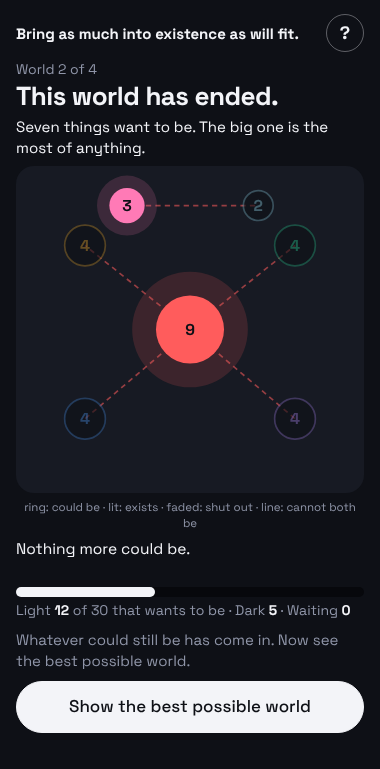 Bring as much into existence as will fit.
?
World 2 of 4
This world has ended.
Seven things want to be. The big one is the
most of anything.
3
2
4
4
9
4
4
ring: could be · lit: exists · faded: shut out · line: cannot both
be
Nothing more could be.
Light 12 of 30 that wants to be · Dark 5 · Waiting 0
Whatever could still be has come in. Now see
the best possible world.
Show the best possible world